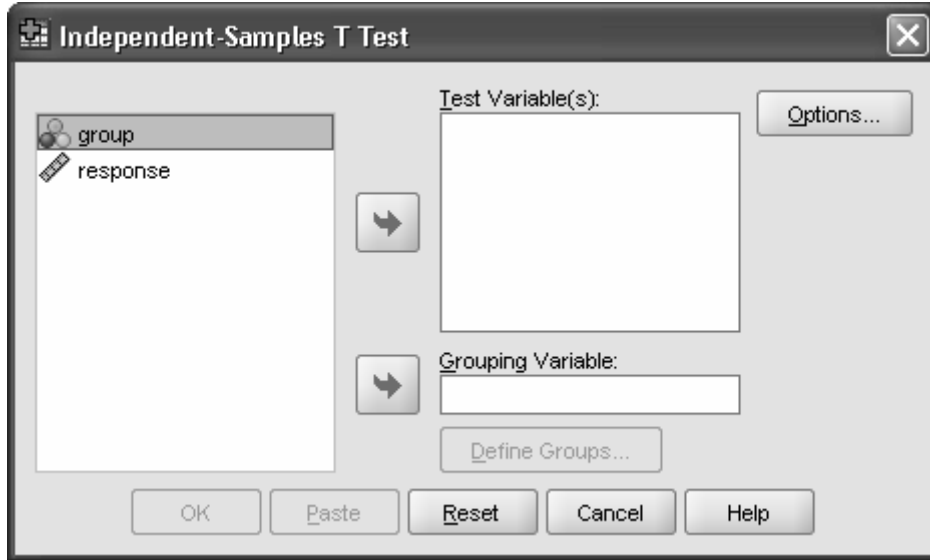 Independent-Samples T Test
group
response
Test Variable(s):
Options...
Grouping Variable:
Define Groups...
OK Paste Reset Cancel Help